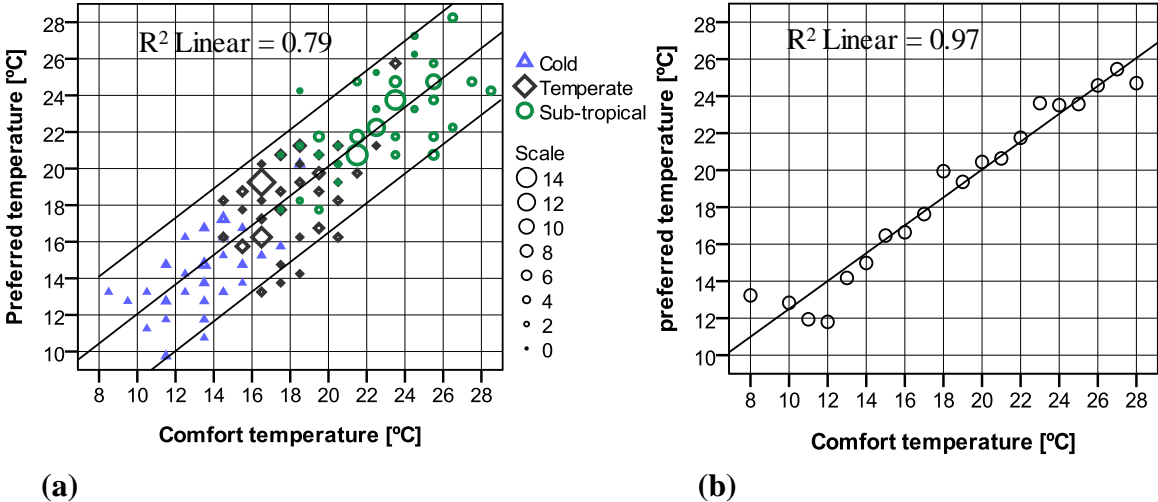 R² Linear = 0.79
Preferred temperature [ºC]
28
26
24
22
20
18
16
14
12
10
8 10 12 14 16 18 20 22 24 26 28
Comfort temperature [ºC]
Cold
Temperate
Sub-tropical
Scale
14
12
10
8
6
4
2
0
(a)
R² Linear = 0.97
preferred temperature [ºC]
28
26
24
22
20
18
16
14
12
10
8 10 12 14 16 18 20 22 24 26 28
Comfort temperature [ºC]
(b)